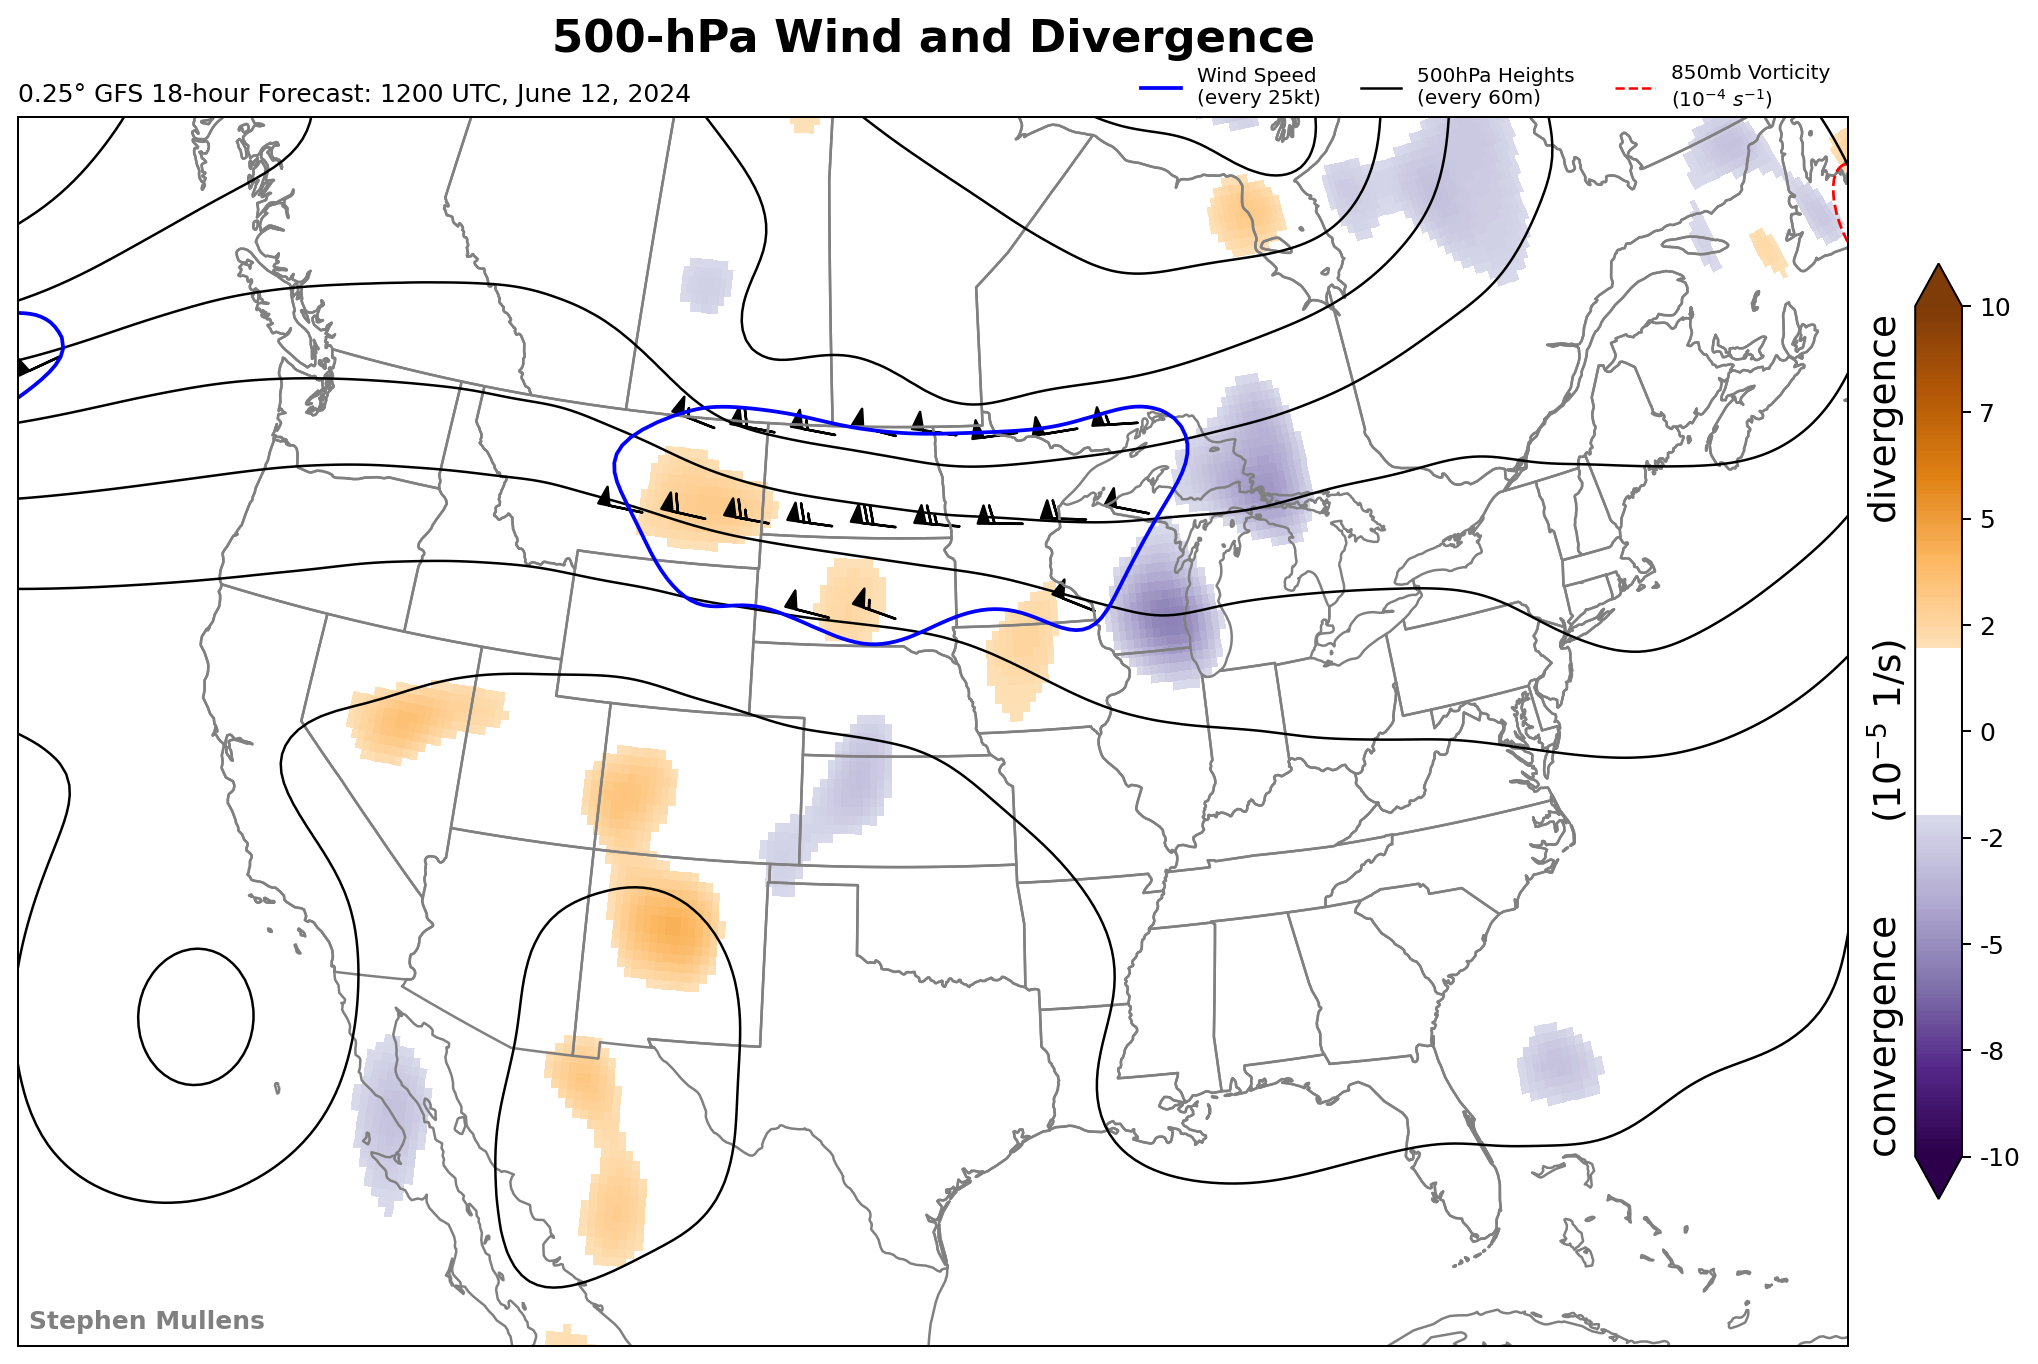 500-hPa Wind and Divergence
0.25° GFS 18-hour Forecast: 1200 UTC, June 12, 2024
Wind Speed
(every 25kt)
500hPa Heights
(every 60m)
850mb Vorticity
(10⁻⁴ s⁻¹)
10
7
5
2
0
-2
-5
-8
-10
convergence (10⁻⁵ 1/s) divergence
Stephen Mullens